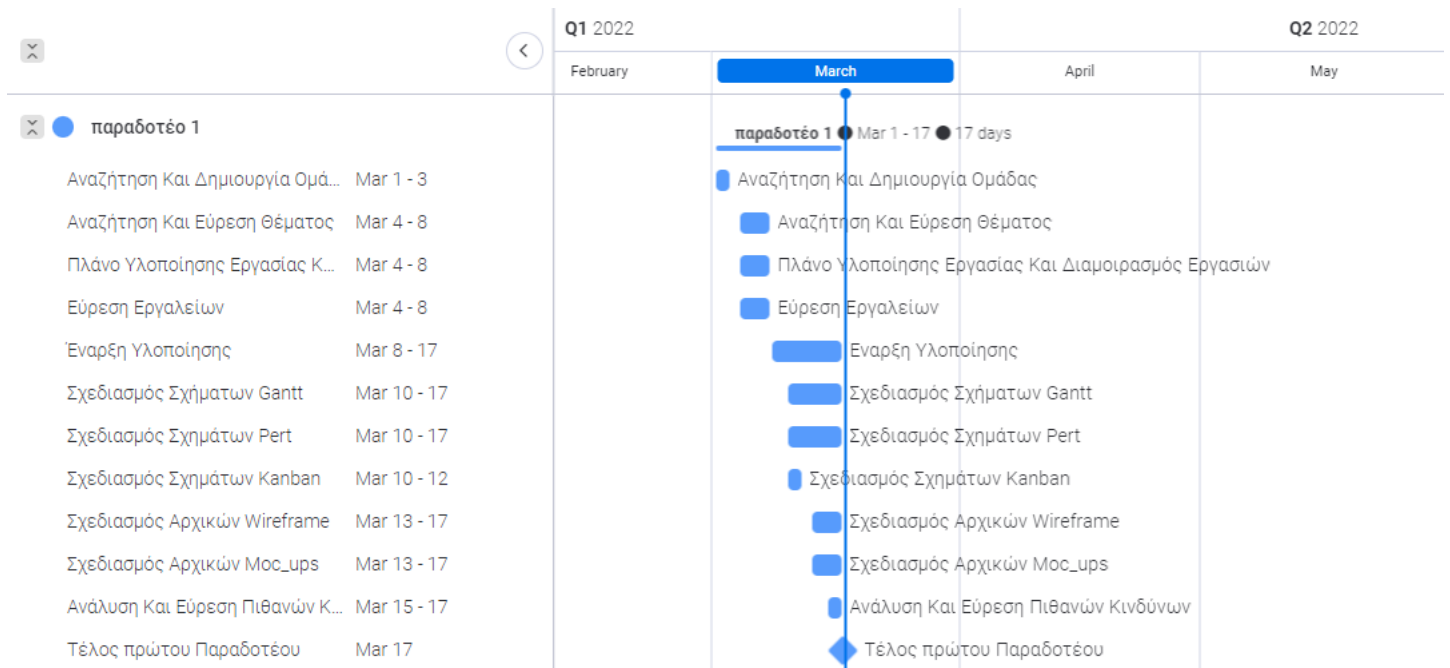 Q1 2022 Q2 2022
February March April May
παραδοτέο 1 παραδοτέο 1 ● Mar 1 - 17 ● 17 days
Αναζήτηση Και Δημιουργία Ομά... Mar 1 - 3 Αναζήτηση Και Δημιουργία Ομάδας
Αναζήτηση Και Εύρεση Θέματος Mar 4 - 8 Αναζήτηση Και Εύρεση Θέματος
Πλάνο Υλοποίησης Εργασίας Κ... Mar 4 - 8 Πλάνο Υλοποίησης Εργασίας Και Διαμοιρασμός Εργασιών
Εύρεση Εργαλείων Mar 4 - 8 Εύρεση Εργαλείων
Έναρξη Υλοποίησης Mar 8 - 17 Έναρξη Υλοποίησης
Σχεδιασμός Σχήματων Gantt Mar 10 - 17 Σχεδιασμός Σχήματων Gantt
Σχεδιασμός Σχημάτων Pert Mar 10 - 17 Σχεδιασμός Σχημάτων Pert
Σχεδιασμός Σχημάτων Kanban Mar 10 - 12 Σχεδιασμός Σχημάτων Kanban
Σχεδιασμός Αρχικών Wireframe Mar 13 - 17 Σχεδιασμός Αρχικών Wireframe
Σχεδιασμός Αρχικών Moc_ups Mar 13 - 17 Σχεδιασμός Αρχικών Moc_ups
Ανάλυση Και Εύρεση Πιθανών Κ... Mar 15 - 17 Ανάλυση Και Εύρεση Πιθανών Κινδύνων
Τέλος πρώτου Παραδοτέου Mar 17 Τέλος πρώτου Παραδοτέου